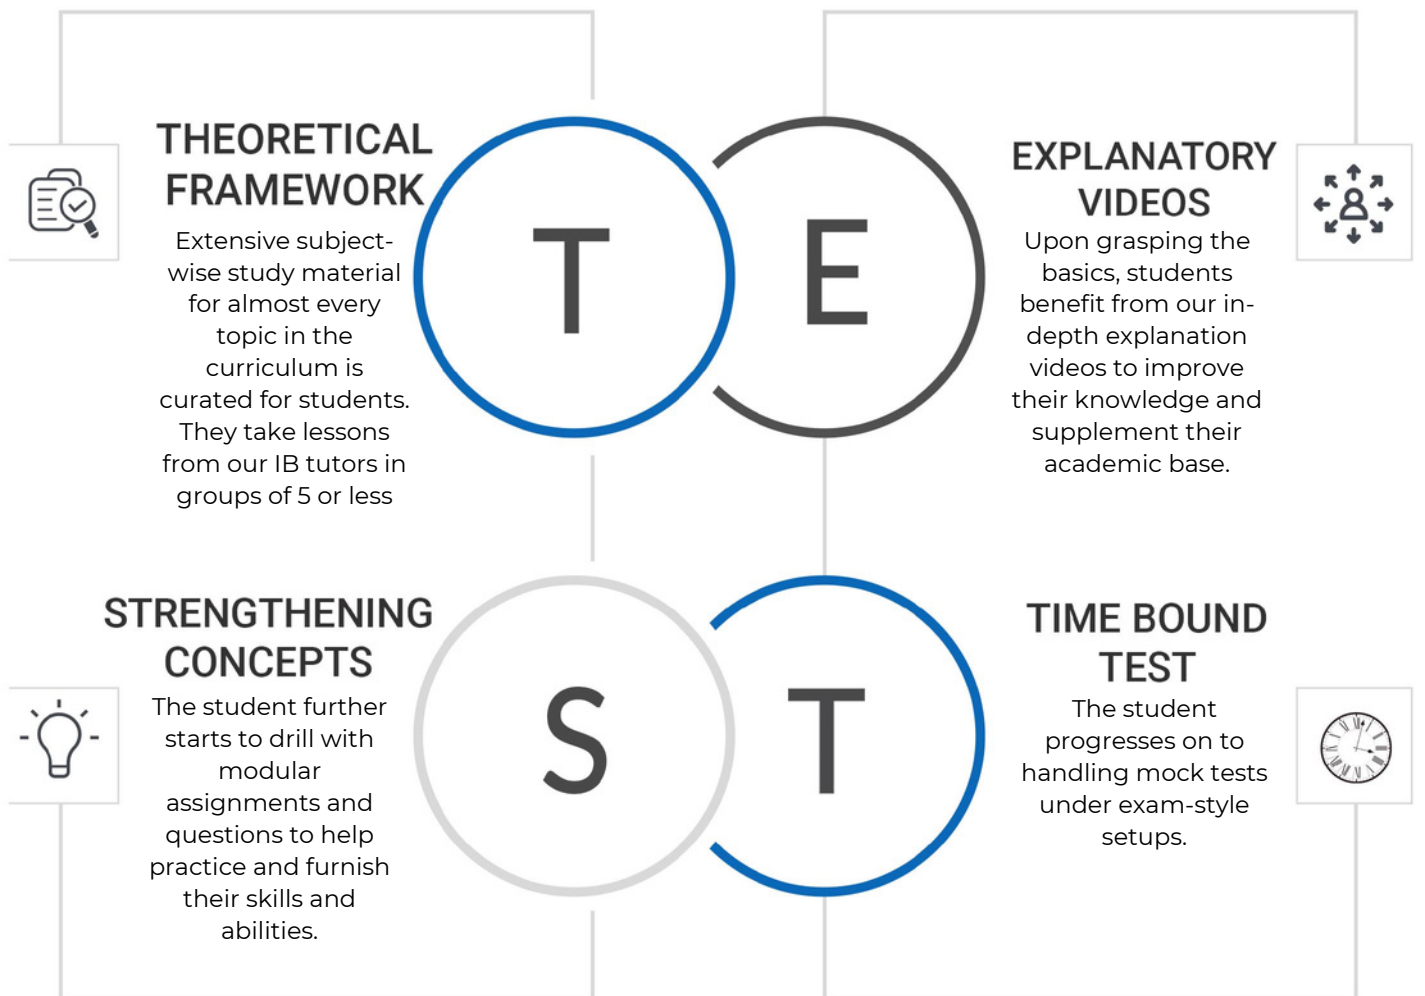 THEORETICAL
FRAMEWORK
Extensive subject-
wise study material
for almost every
topic in the
curriculum is
curated for students.
They take lessons
from our IB tutors in
groups of 5 or less
T
E
EXPLANATORY
VIDEOS
Upon grasping the
basics, students
benefit from our in-
depth explanation
videos to improve
their knowledge and
supplement their
academic base.
STRENGTHENING
CONCEPTS
The student further
starts to drill with
modular
assignments and
questions to help
practice and furnish
their skills and
abilities.
S
T
TIME BOUND
TEST
The student
progresses on to
handling mock tests
under exam-style
setups.